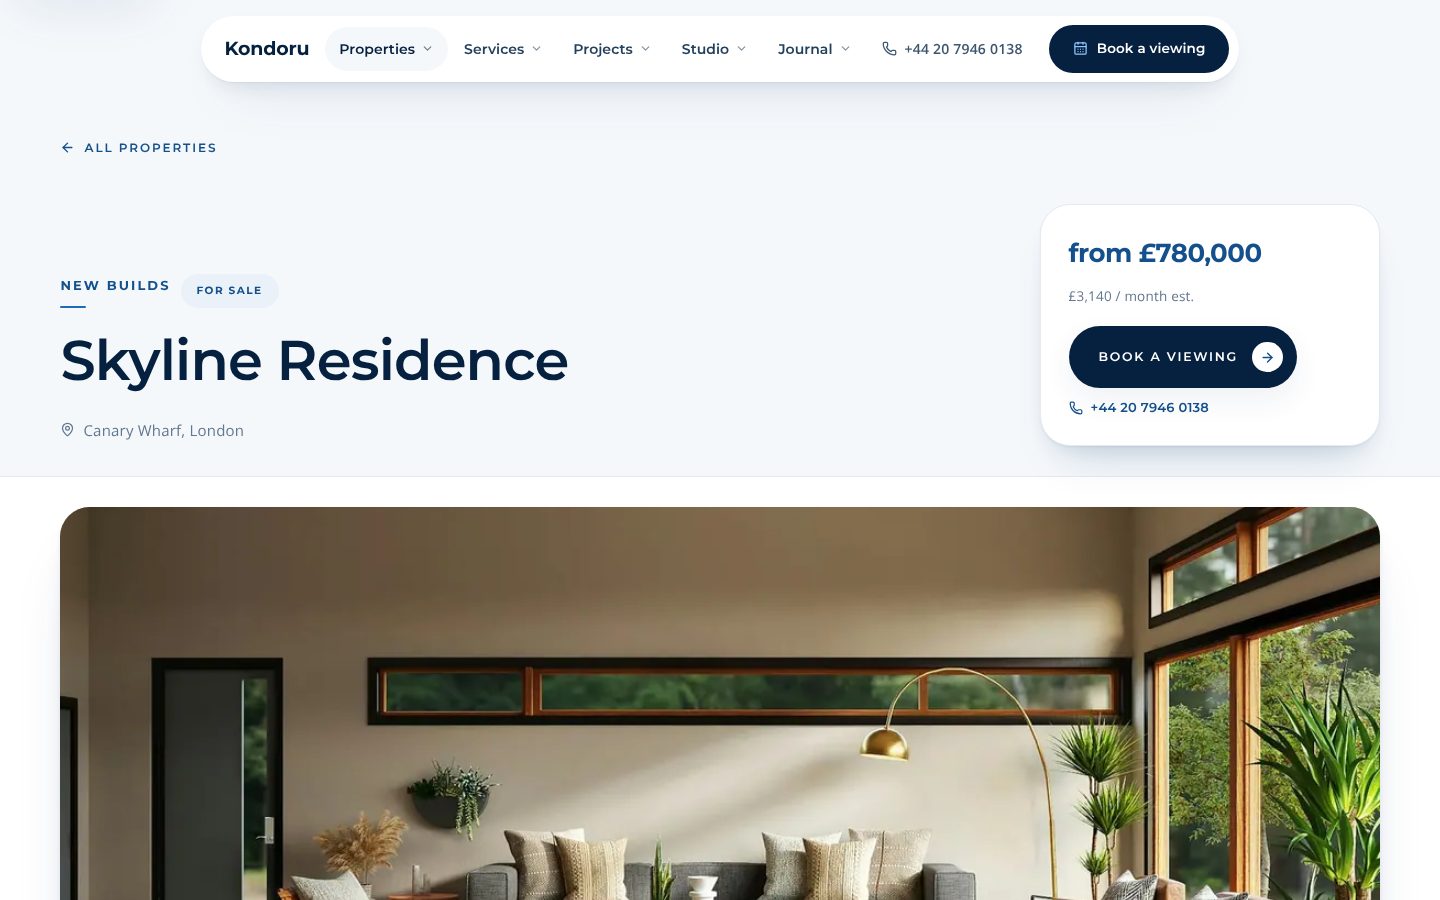 Kondoru Properties Services Projects Studio Journal +44 20 7946 0138 Book a viewing
ALL PROPERTIES
NEW BUILDS FOR SALE
Skyline Residence
Canary Wharf, London
from £780,000
£3,140 / month est.
BOOK A VIEWING
+44 20 7946 0138